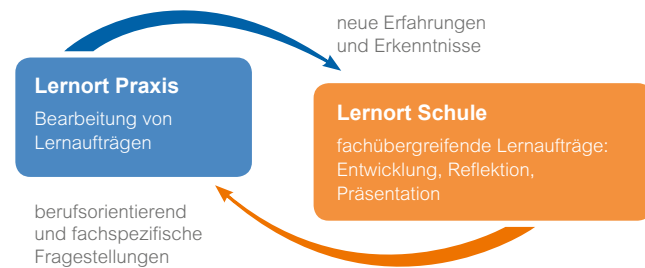 neue Erfahrungen
und Erkenntnisse
Lernort Praxis
Bearbeitung von
Lernaufträgen
Lernort Schule
fachübergreifende Lernaufträge:
Entwicklung, Reflektion,
Präsentation
berufsorientierend
und fachspezifische
Fragestellungen